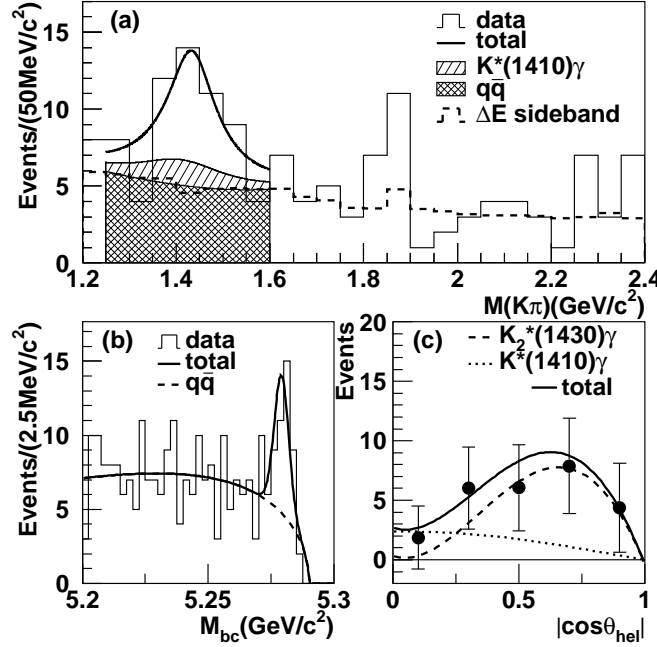 (a)
data
total
K*(1410)γ
qq̄
ΔE sideband
Events/(50MeV/c²)
15
10
5
0
1.2 1.4 1.6 1.8 2 2.2 2.4
M(Kπ)(GeV/c²)
(b)
data
total
qq̄
Events/(2.5MeV/c²)
15
10
5
0
5.2 5.25 5.3
M_bc(GeV/c²)
(c)
K₂*(1430)γ
K*(1410)γ
total
Events
20
15
10
5
0
0 0.5 1
|cosθ_hel|